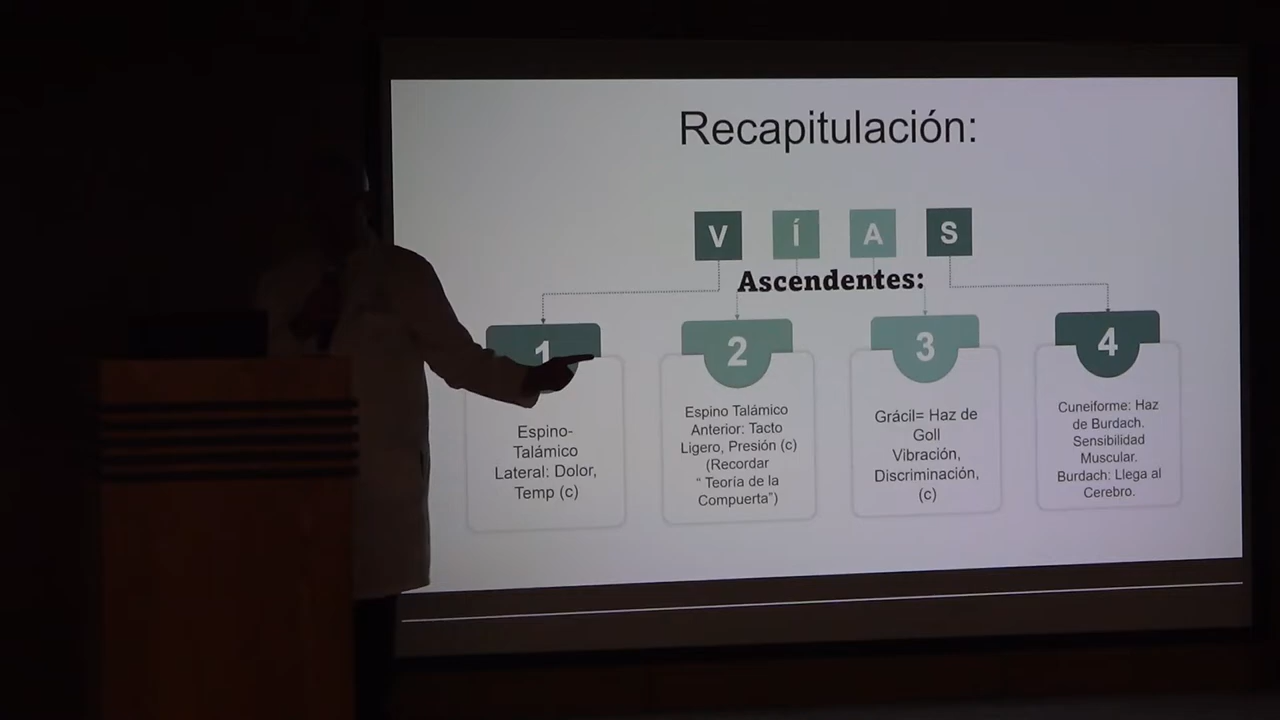 Recapitulación:
V Í A S
Ascendentes:
1
Espino-
Talámico
Lateral: Dolor,
Temp (c)
2
Espino Talámico
Anterior: Tacto
Ligero, Presión (c)
(Recordar
“ Teoría de la
Compuerta”)
3
Grácil= Haz de
Goll
Vibración,
Discriminación,
(c)
4
Cuneiforme: Haz
de Burdach.
Sensibilidad
Muscular.
Burdach: Llega al
Cerebro.